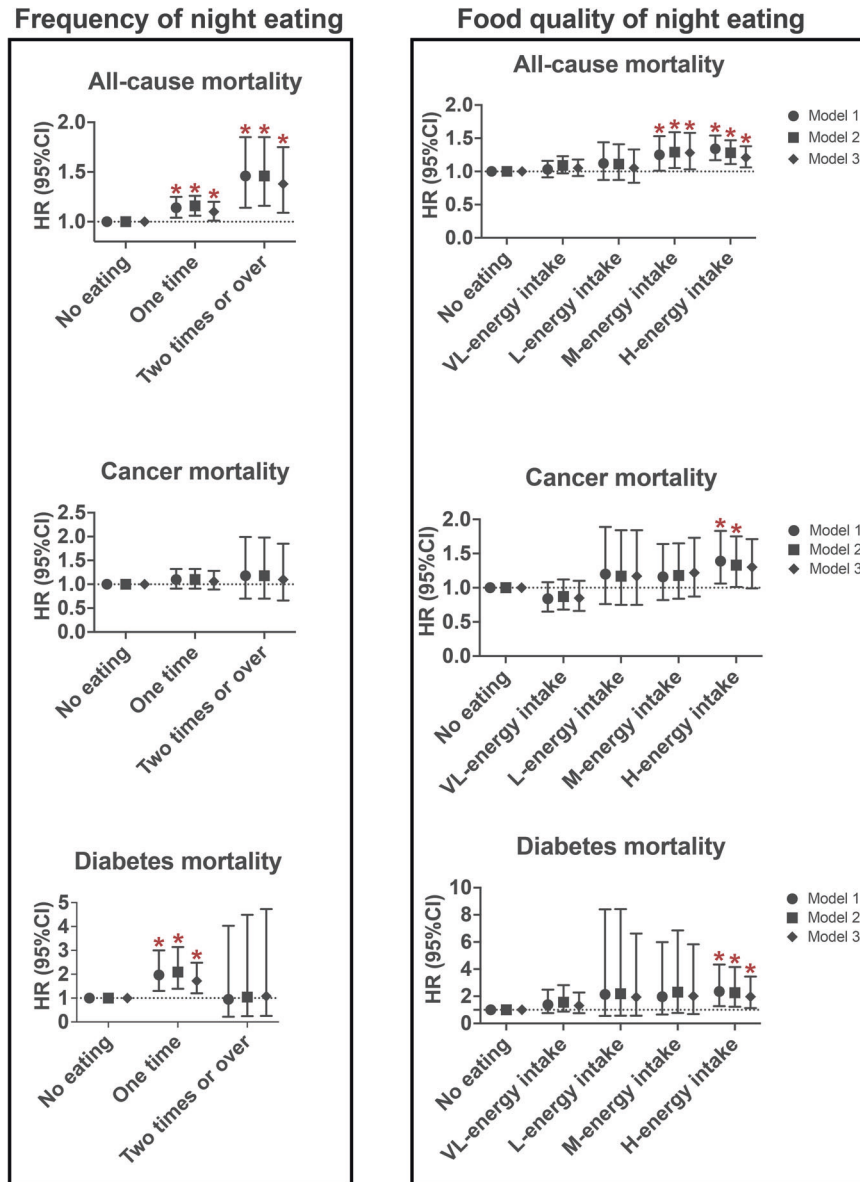 Frequency of night eating
All-cause mortality
HR (95%CI)
2.0
1.5
1.0
* * *
* * *
No eating
One time
Two times or over
Cancer mortality
HR (95%CI)
2.5
2.0
1.5
1.0
0.5
0.0
No eating
One time
Two times or over
Diabetes mortality
HR (95%CI)
5
4
3
2
1
0
* * *
No eating
One time
Two times or over
Food quality of night eating
All-cause mortality
HR (95%CI)
2.0
1.5
1.0
0.5
0.0
* * *
* * *
Model 1
Model 2
Model 3
No eating
VL-energy intake
L-energy intake
M-energy intake
H-energy intake
Cancer mortality
HR (95%CI)
2.0
1.5
1.0
0.5
0.0
* *
Model 1
Model 2
Model 3
No eating
VL-energy intake
L-energy intake
M-energy intake
H-energy intake
Diabetes mortality
HR (95%CI)
10
8
6
4
2
0
* * *
Model 1
Model 2
Model 3
No eating
VL-energy intake
L-energy intake
M-energy intake
H-energy intake